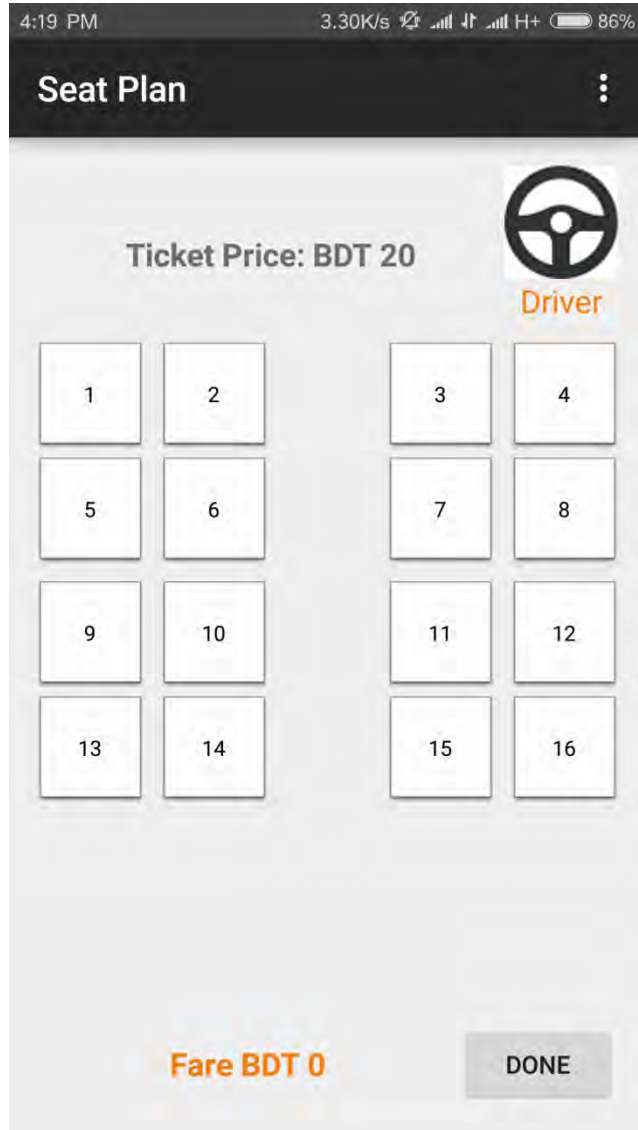 4:19 PM 3.30K/s H+ 86%
Seat Plan
Ticket Price: BDT 20
Driver
1 2 3 4
5 6 7 8
9 10 11 12
13 14 15 16
Fare BDT 0 DONE